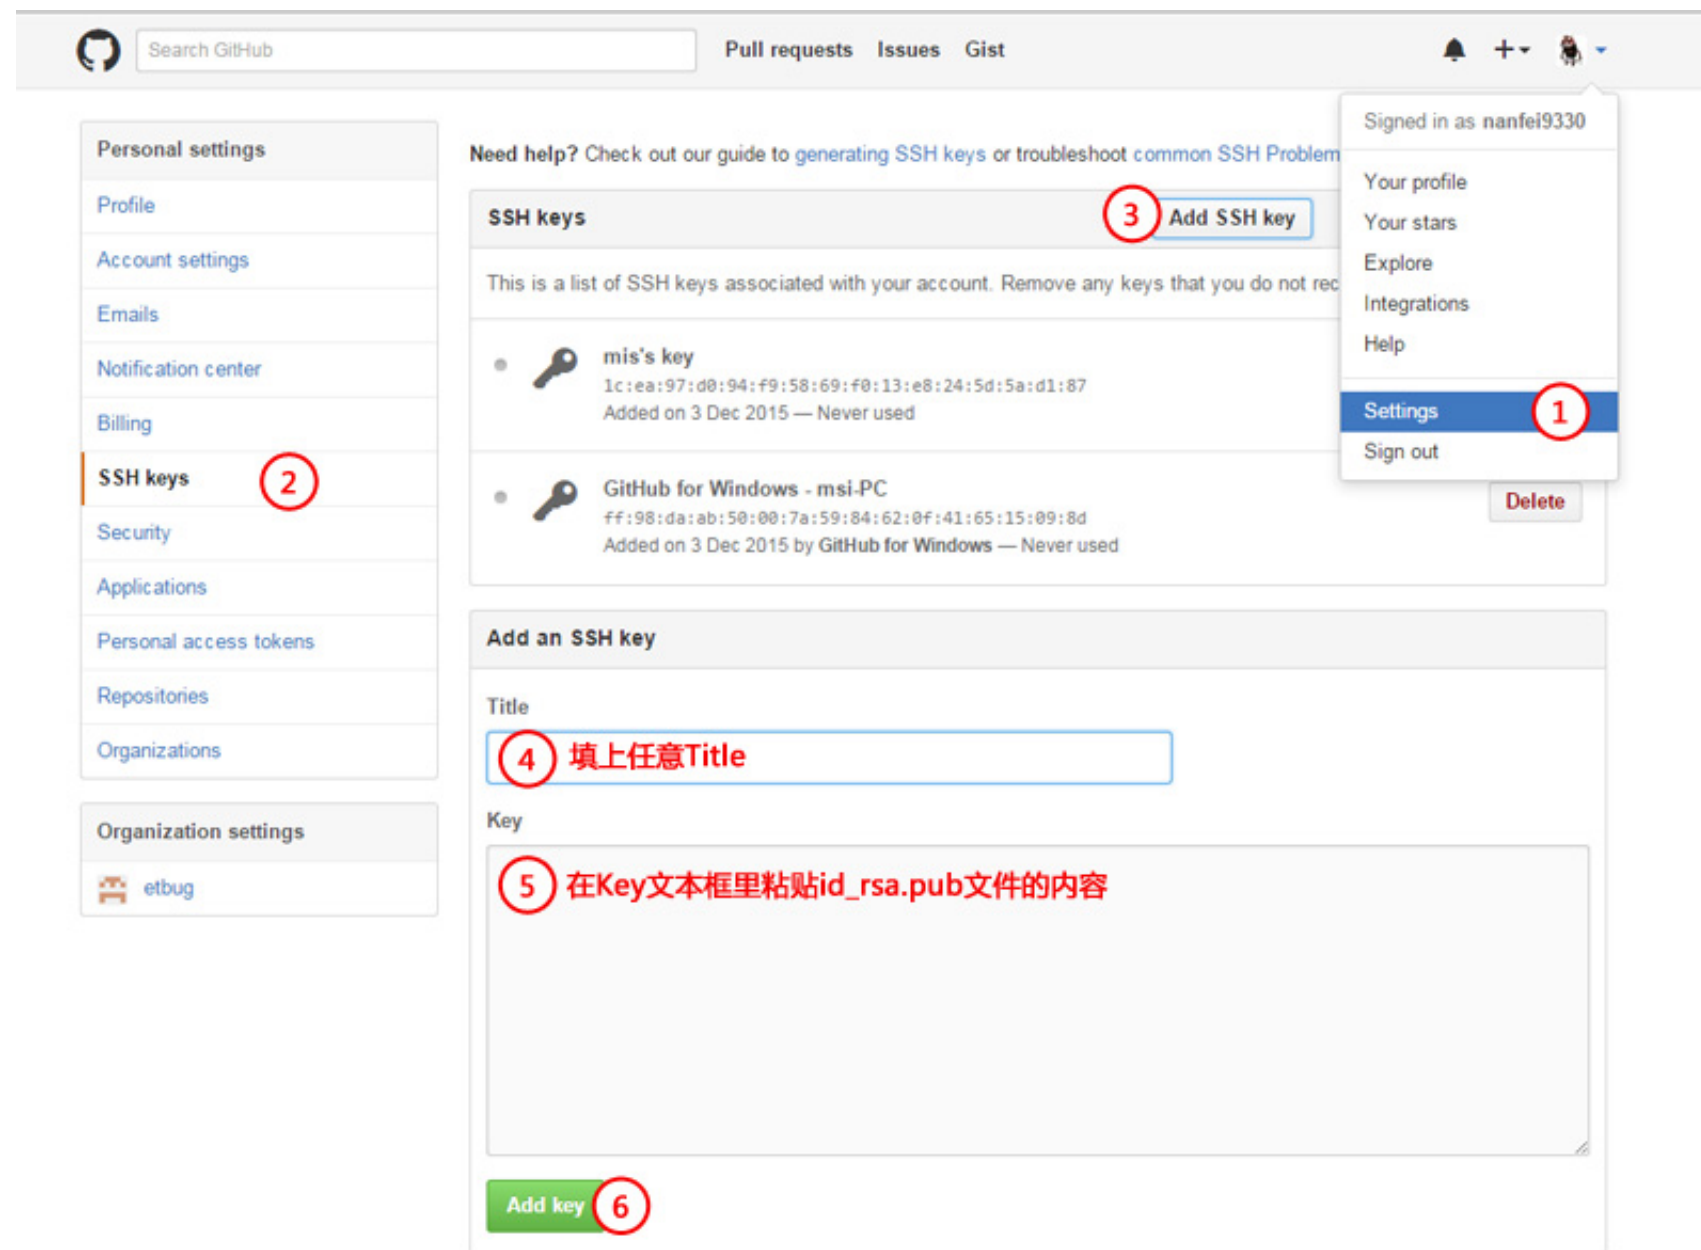 Search GitHub
Pull requests Issues Gist
Signed in as nanfei9330
Your profile
Your stars
Explore
Integrations
Help
Settings 1
Sign out
Personal settings
Profile
Account settings
Emails
Notification center
Billing
SSH keys 2
Security
Applications
Personal access tokens
Repositories
Organizations
Organization settings
etbug
Need help? Check out our guide to generating SSH keys or troubleshoot common SSH Problem
SSH keys 3 Add SSH key
This is a list of SSH keys associated with your account. Remove any keys that you do not rec
mis's key
1c:ea:97:d0:94:f9:58:69:f0:13:e8:24:5d:5a:d1:87
Added on 3 Dec 2015 — Never used
GitHub for Windows - msi-PC
ff:98:da:ab:50:00:7a:59:84:62:0f:41:65:15:09:8d
Added on 3 Dec 2015 by GitHub for Windows — Never used
Delete
Add an SSH key
Title
4 填上任意Title
Key
5 在Key文本框里粘贴id_rsa.pub文件的内容
Add key 6